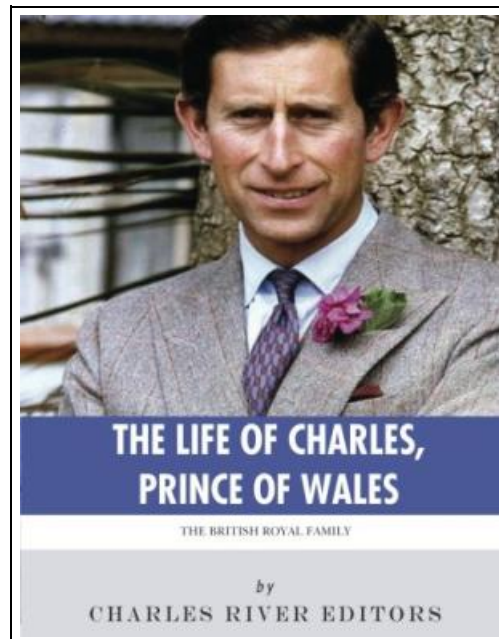 THE LIFE OF CHARLES,
PRINCE OF WALES
THE BRITISH ROYAL FAMILY
by
CHARLES RIVER EDITORS